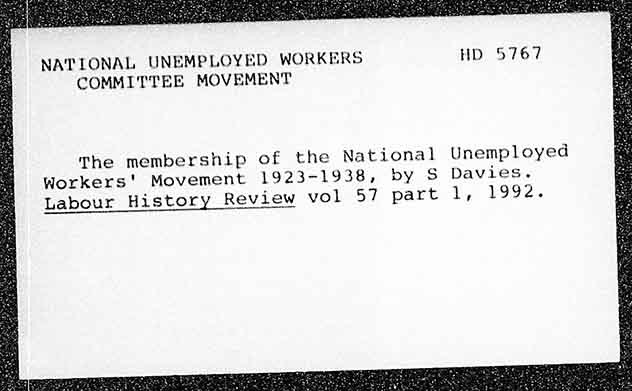 NATIONAL UNEMPLOYED WORKERS HD 5767
COMMITTEE MOVEMENT
The membership of the National Unemployed
Workers' Movement 1923-1938, by S Davies.
Labour History Review vol 57 part 1, 1992.